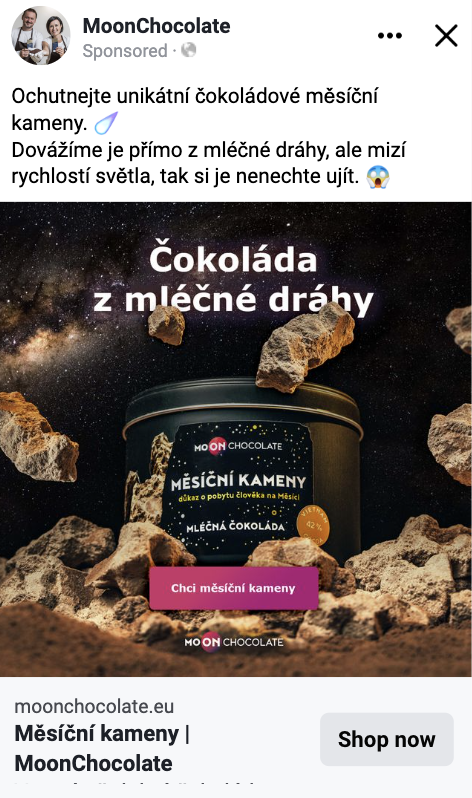 MoonChocolate
Sponsored ·
Ochutnejte unikátní čokoládové měsíční
kameny.
Dovážíme je přímo z mléčné dráhy, ale mizí
rychlostí světla, tak si je nenechte ujít.
Čokoláda
z mléčné dráhy
MOON CHOCOLATE
MĚSÍČNÍ KAMENY
důkaz o pobytu člověka na Měsíci
MLÉČNÁ ČOKOLÁDA
VIETNAM
42 %
Chci měsíční kameny
MOON CHOCOLATE
moonchocolate.eu
Měsíční kameny |
MoonChocolate
Shop now